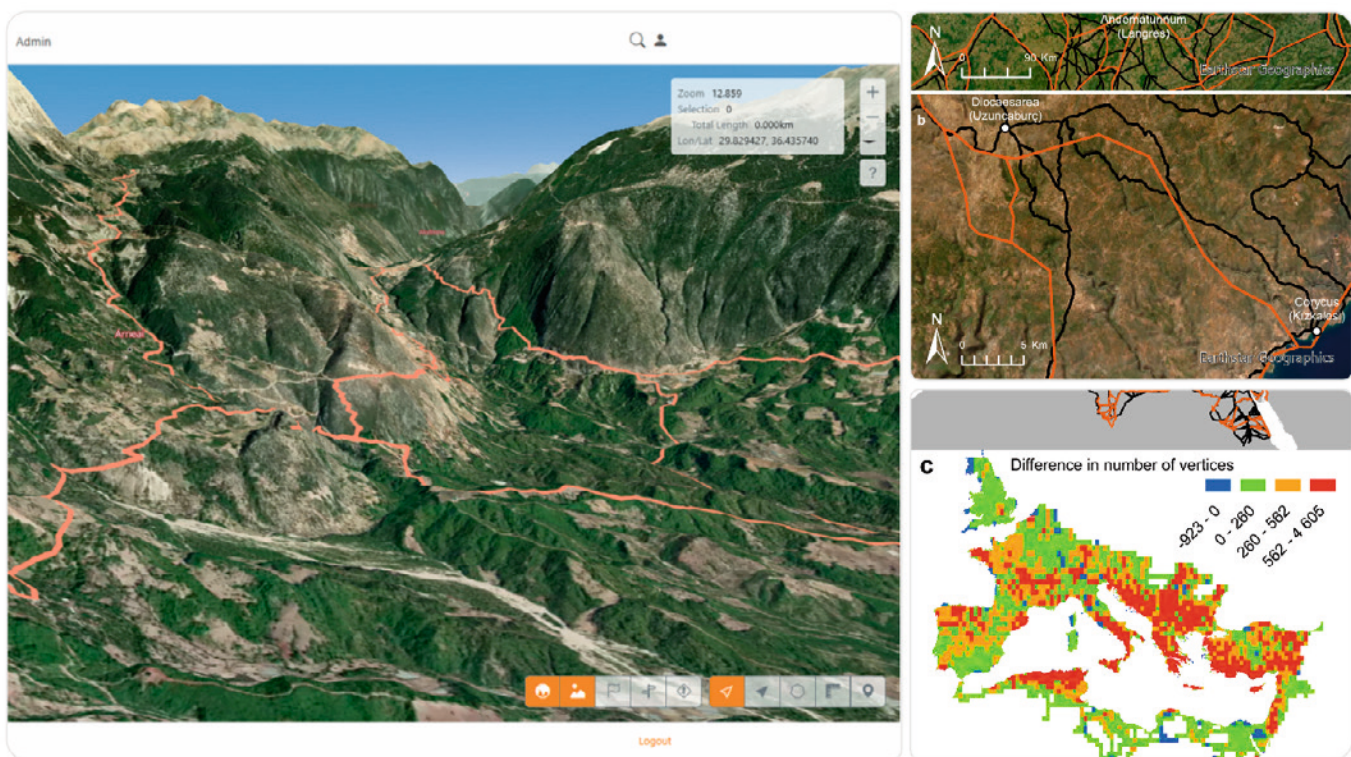 Admin
Zoom 12.859
Selection 0
Total Length 0.000km
Lon/Lat 29.829427, 36.435740
+
−
?
Arneai
Logout
Andematunnum
(Langres)
N
0 90 Km
Earthstar Geographics
b
Diocaesarea
(Uzuncaburç)
Corycus
(Kızkalesi)
N
0 5 Km
Earthstar Geographics
c
Difference in number of vertices
-923 - 0
0 - 260
260 - 562
562 - 4 605